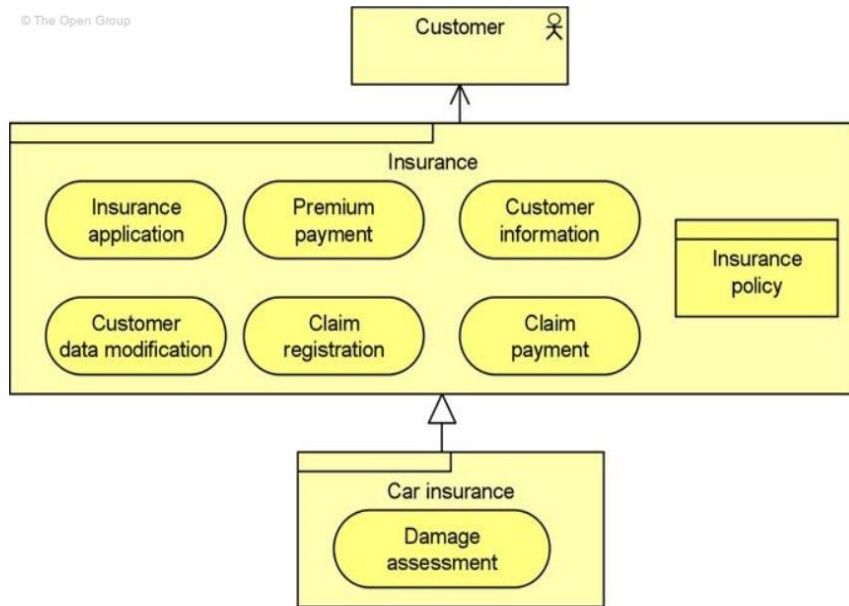 © The Open Group
Customer
Insurance
Insurance
application
Premium
payment
Customer
information
Insurance
policy
Customer
data modification
Claim
registration
Claim
payment
Car insurance
Damage
assessment